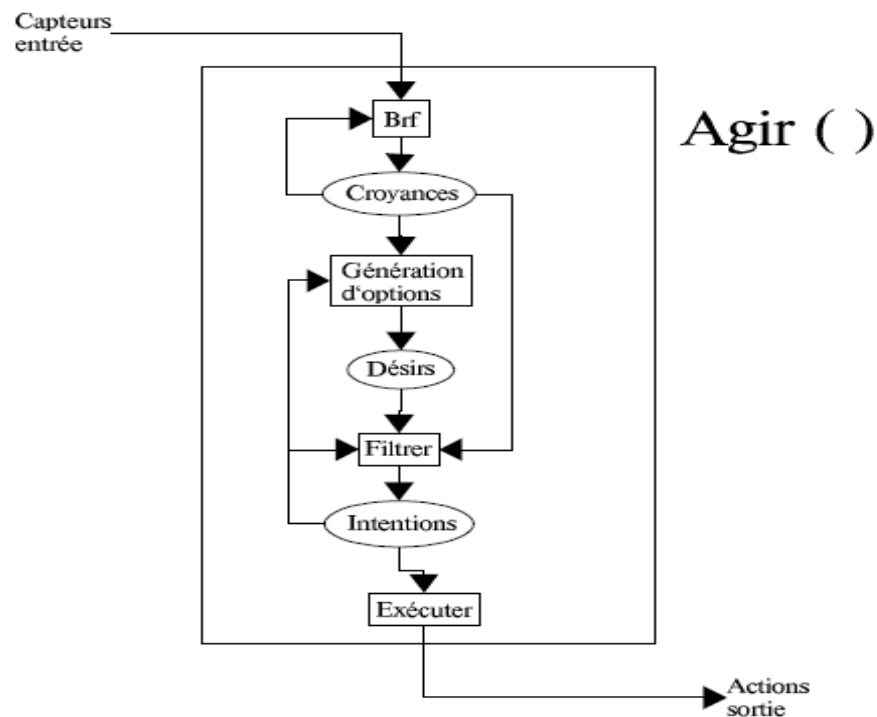 Capteurs
entrée
Brf
Agir ( )
Croyances
Génération
d'options
Désirs
Filtrer
Intentions
Exécuter
Actions
sortie